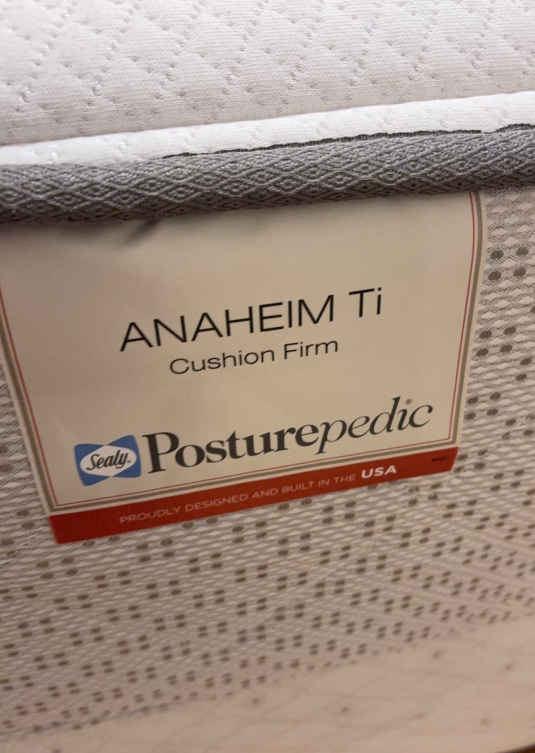 ANAHEIM Ti
Cushion Firm
Sealy Posturepedic®
PROUDLY DESIGNED AND BUILT IN THE USA